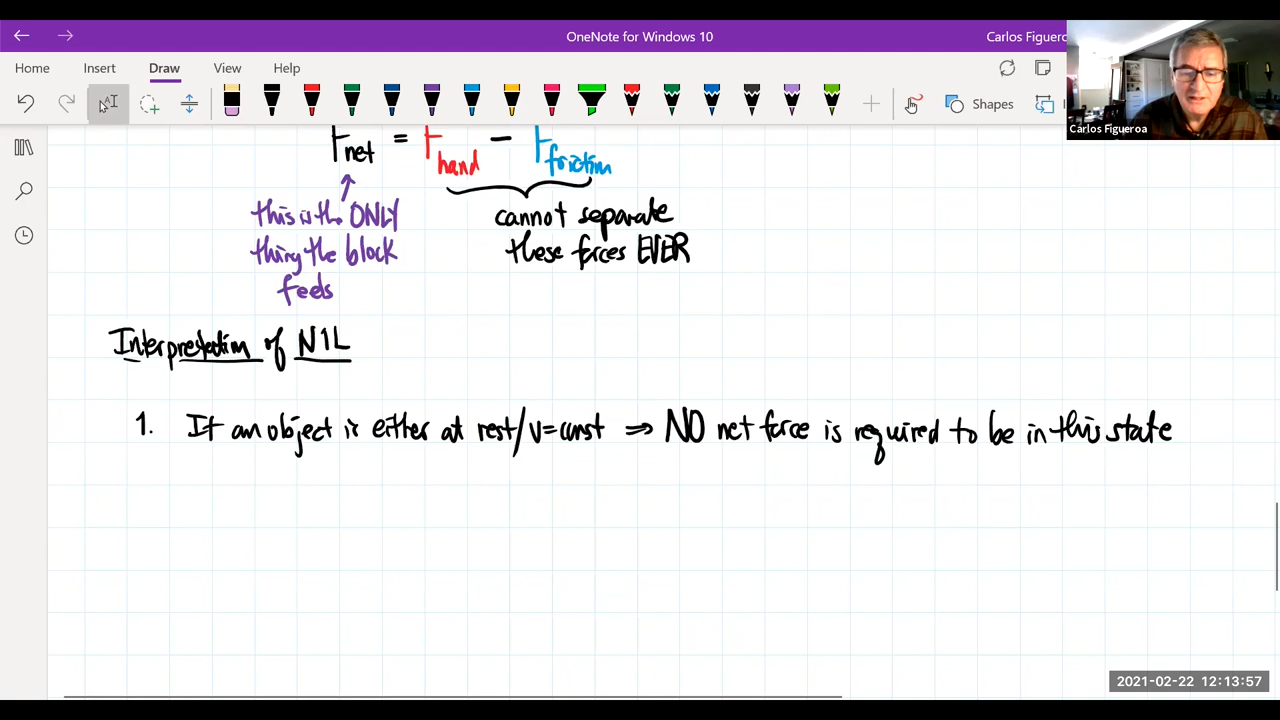 OneNote for Windows 10
Carlos Figuero
Home Insert Draw View Help
Shapes
Carlos Figueroa
Fnet = Fhand - Ffriction
this is the ONLY
thing the block
feels
cannot separate
these forces EVER
Interpretation of N1L
1. If an object is either at rest/v=const ⇒ NO net force is required to be in this state
2021-02-22 12:13:57